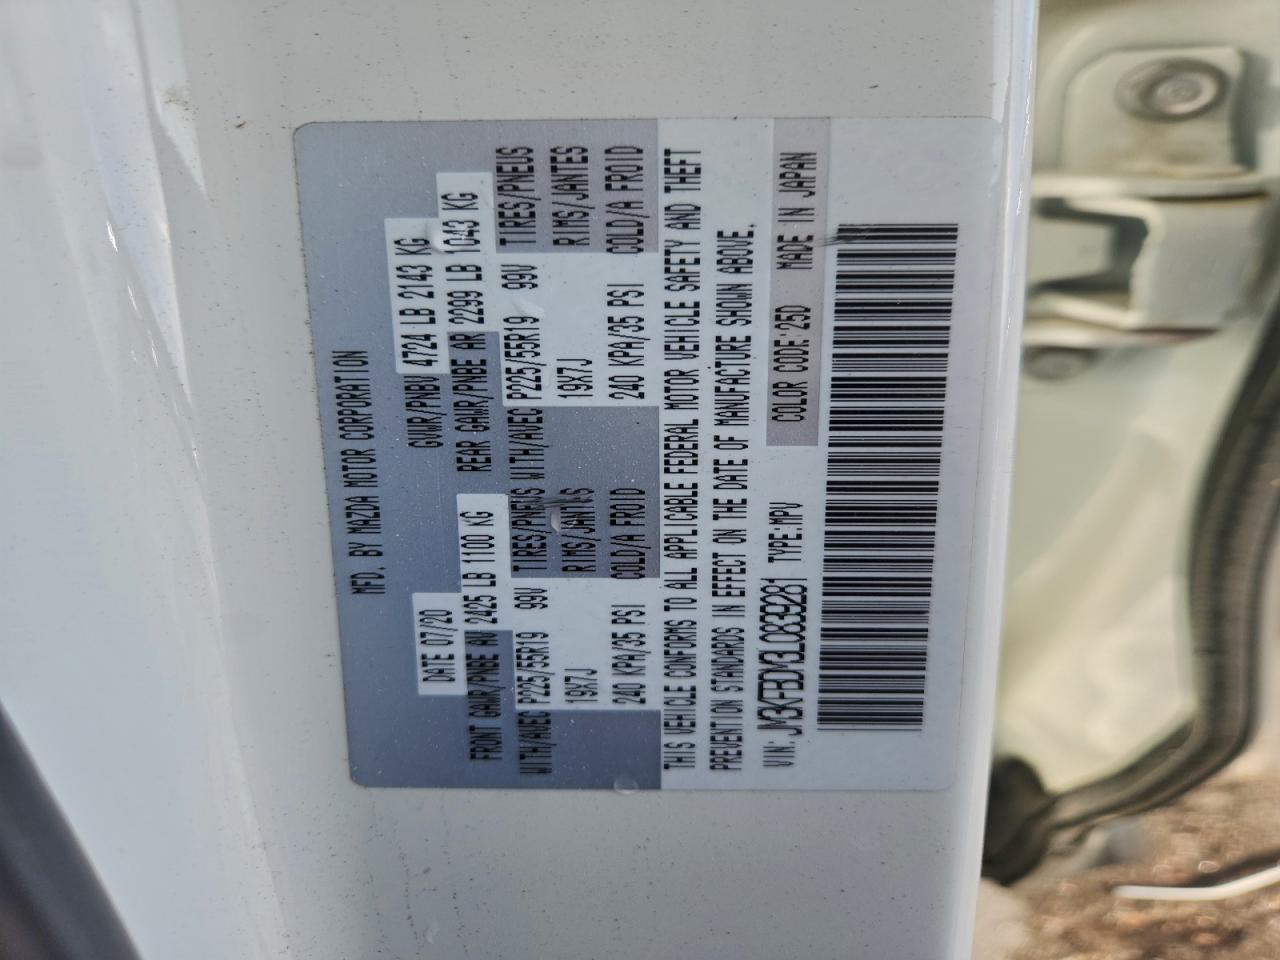 MFD. BY MAZDA MOTOR CORPORATION
DATE 07/20 GVWR/PNBV 4724 LB 2143 KG
FRONT GAWR/PNBE AV 2425 LB 1100 KG REAR GAWR/PNBE AR 2299 LB 1043 KG
WITH/AVEC P225/55R19 99V TIRES/PNEUS WITH/AVEC P225/55R19 99V TIRES/PNEUS
19X7J RIMS/JANTES 19X7J RIMS/JANTES
240 KPA/35 PSI COLD/A FROID 240 KPA/35 PSI COLD/A FROID
THIS VEHICLE CONFORMS TO ALL APPLICABLE FEDERAL MOTOR VEHICLE SAFETY AND THEFT
PREVENTION STANDARDS IN EFFECT ON THE DATE OF MANUFACTURE SHOWN ABOVE.
VIN: JM3KFBDM3L0839281 TYPE:MPV COLOR CODE:25D MADE IN JAPAN